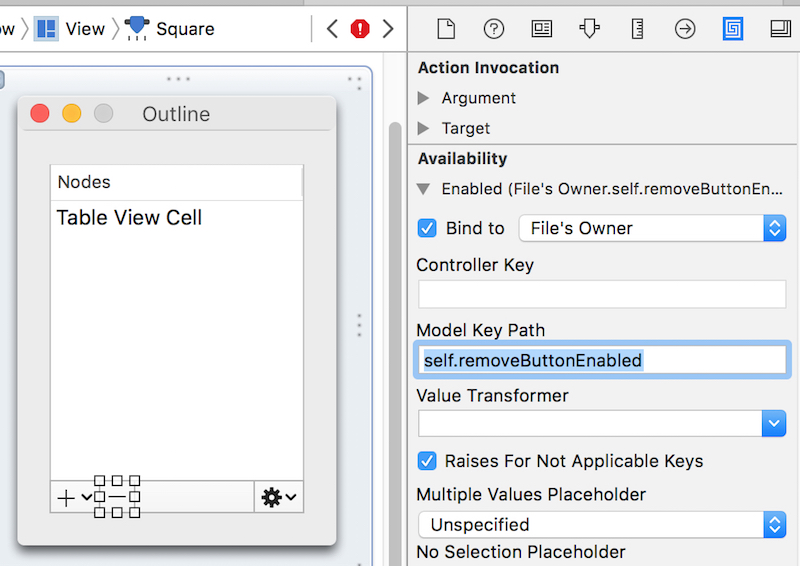 ow View Square
Outline
Nodes
Table View Cell
Action Invocation
Argument
Target
Availability
Enabled (File's Owner.self.removeButtonEn...
Bind to File's Owner
Controller Key
Model Key Path
self.removeButtonEnabled
Value Transformer
Raises For Not Applicable Keys
Multiple Values Placeholder
Unspecified
No Selection Placeholder